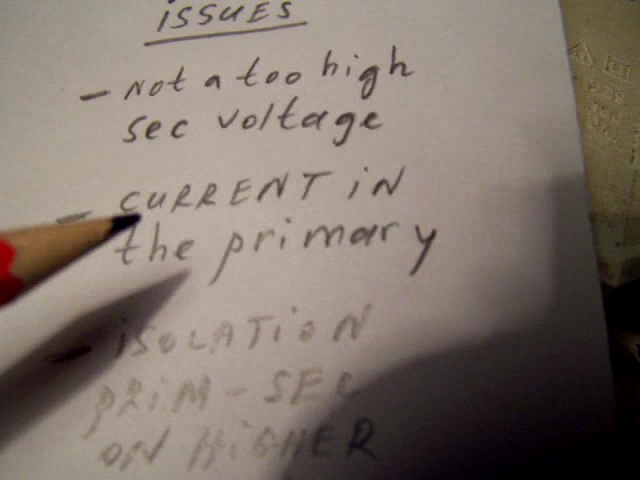 iSSUES
- Not a too high
sec voltage
- CURRENT iN
the primary
- iSOLATiON
PRiM - SEC
ON HiGHER